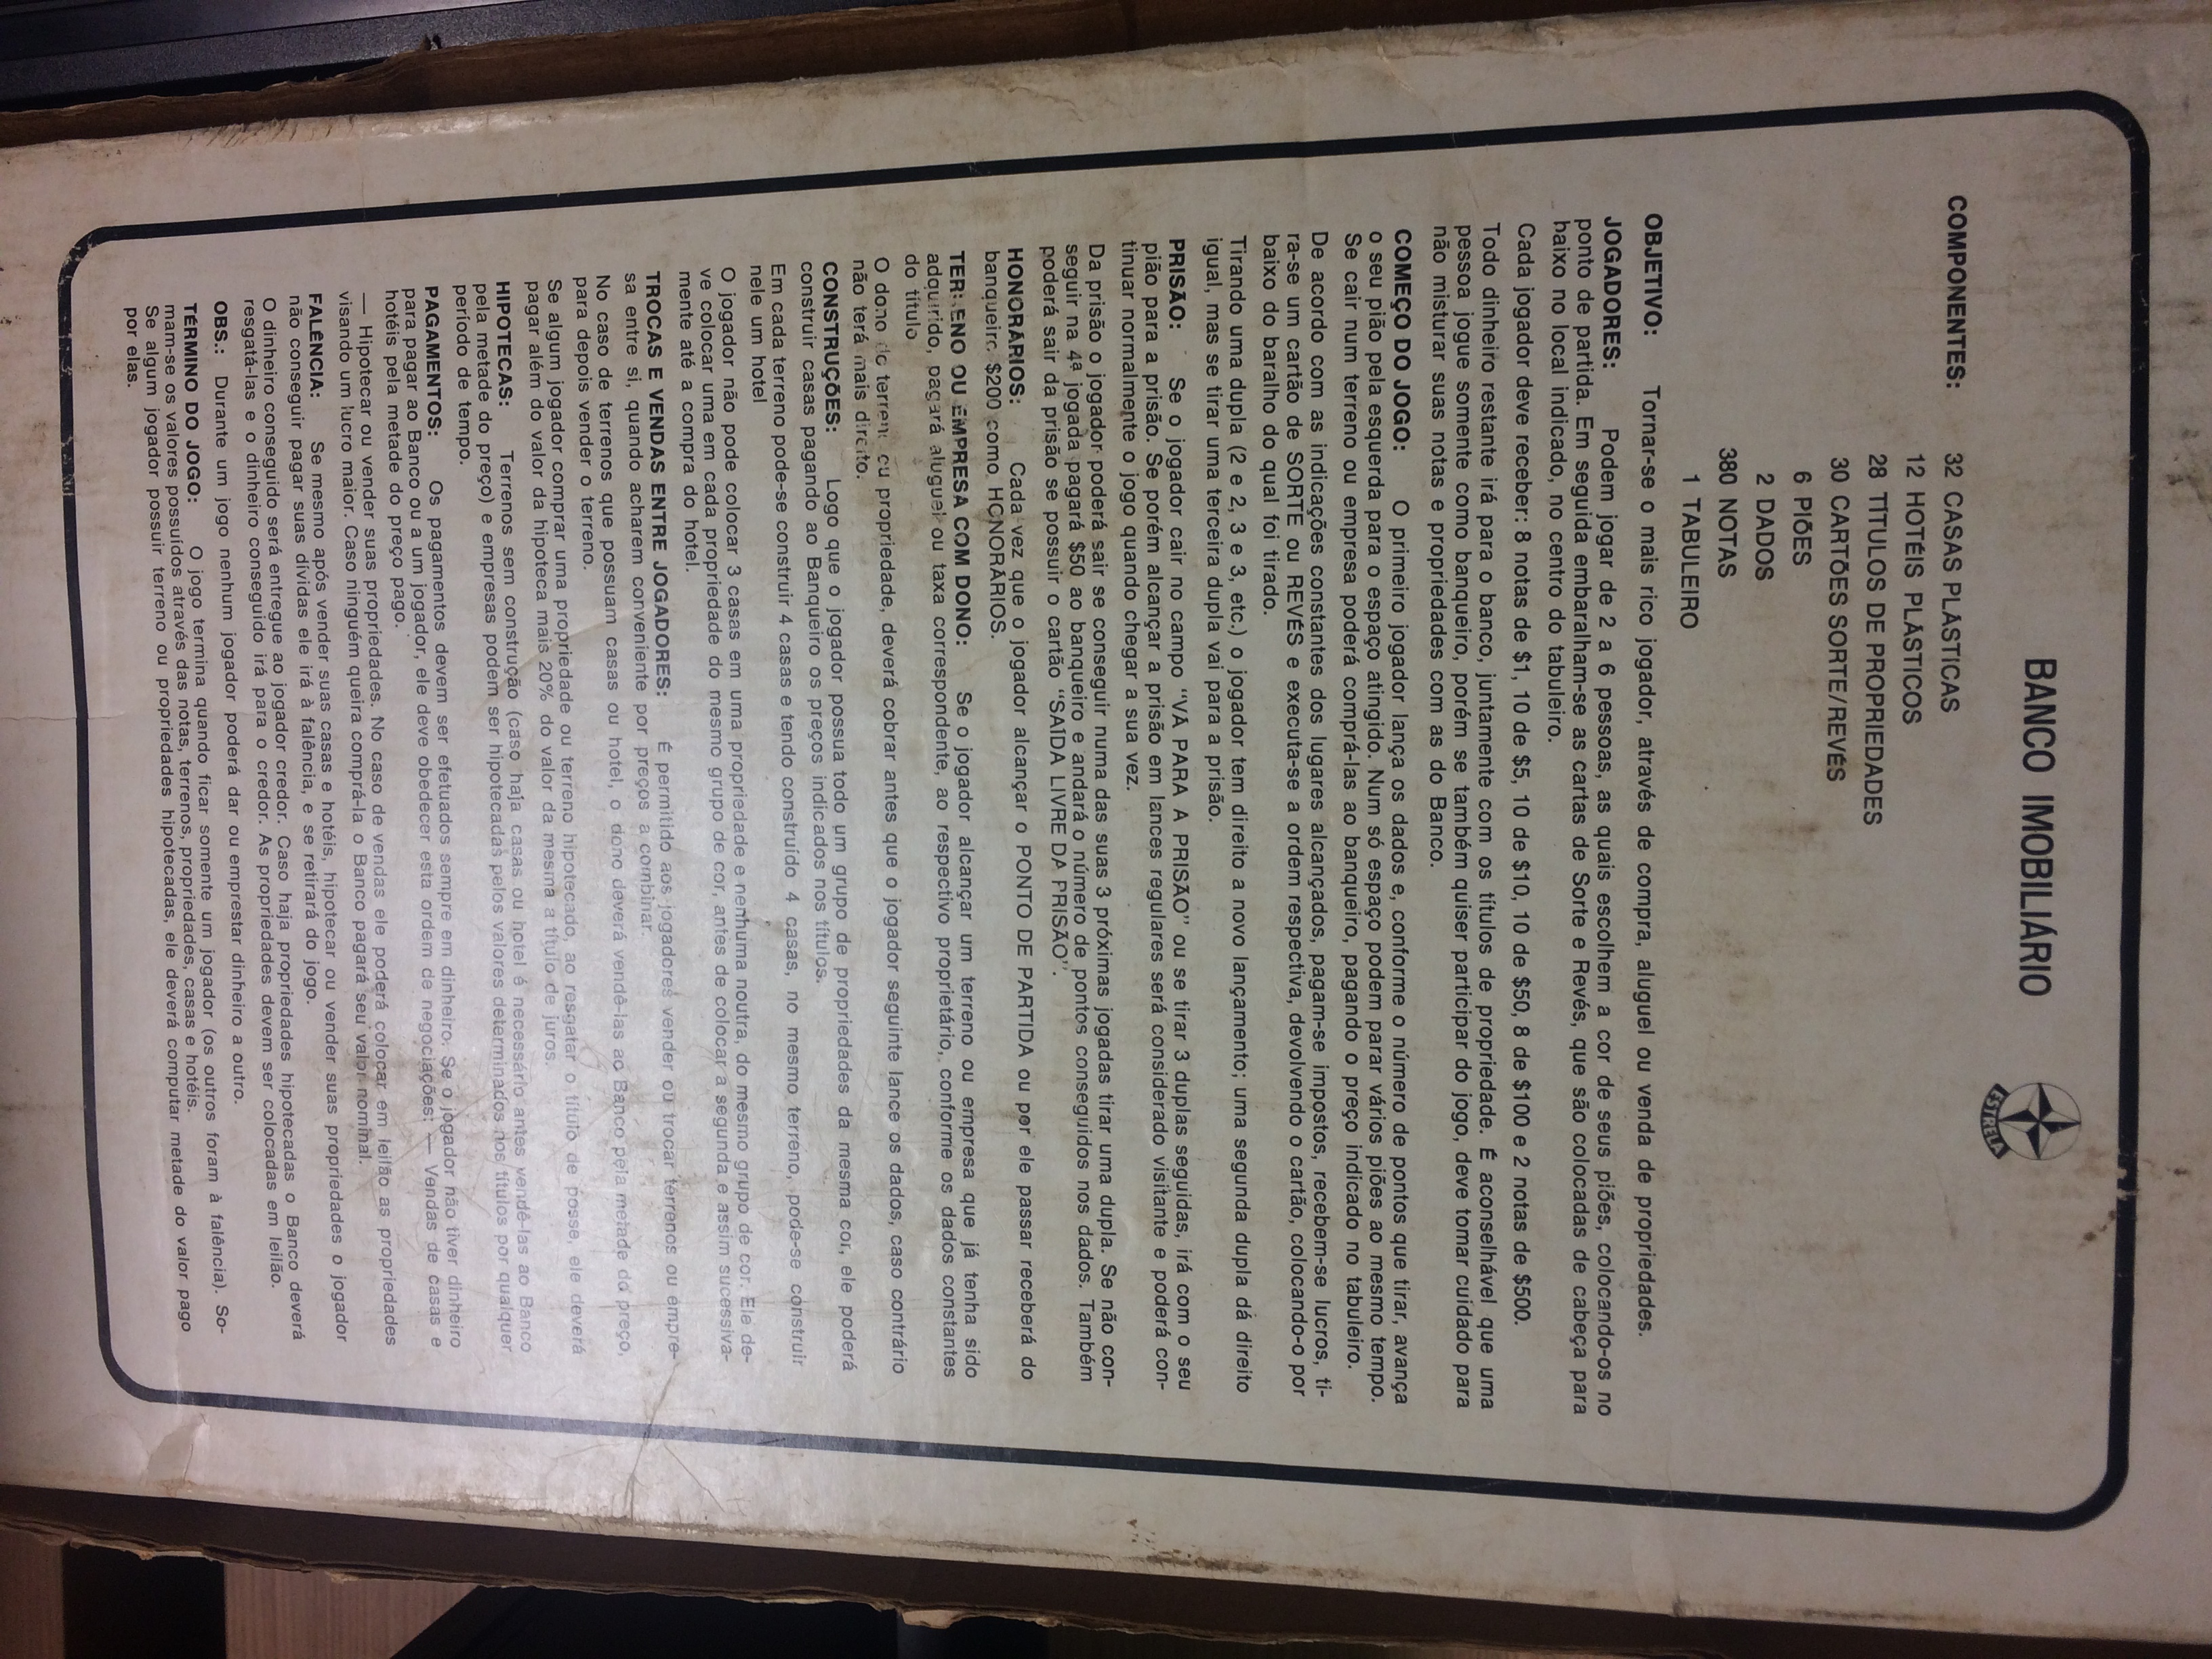 BANCO IMOBILIÁRIO
ESTRELA
COMPONENTES: 32 CASAS PLÁSTICAS
12 HOTÉIS PLÁSTICOS
28 TÍTULOS DE PROPRIEDADES
30 CARTÕES SORTE/REVÉS
6 PIÕES
2 DADOS
380 NOTAS
1 TABULEIRO
OBJETIVO: Tornar-se o mais rico jogador, através de compra, aluguel ou venda de propriedades.
JOGADORES: Podem jogar de 2 a 6 pessoas, as quais escolhem a cor de seus piões, colocando-os no
ponto de partida. Em seguida embaralham-se as cartas de Sorte e Revés, que são colocadas de cabeça para
baixo no local indicado, no centro do tabuleiro.
Cada jogador deve receber: 8 notas de $1, 10 de $5, 10 de $10, 10 de $50, 8 de $100 e 2 notas de $500.
Todo dinheiro restante irá para o banco, juntamente com os títulos de propriedade. É aconselhável que uma
pessoa jogue somente como banqueiro, porém se também quiser participar do jogo, deve tomar cuidado para
não misturar suas notas e propriedades com as do Banco.
COMEÇO DO JOGO: O primeiro jogador lança os dados e, conforme o número de pontos que tirar, avança
o seu pião pela esquerda para o espaço atingido. Num só espaço podem parar vários piões ao mesmo tempo.
Se cair num terreno ou empresa poderá comprá-las ao banqueiro, pagando o preço indicado no tabuleiro.
De acordo com as indicações constantes dos lugares alcançados, pagam-se impostos, recebem-se lucros, ti-
ra-se um cartão de SORTE ou REVÉS e executa-se a ordem respectiva, devolvendo o cartão, colocando-o por
baixo do baralho do qual foi tirado.
Tirando uma dupla (2 e 2, 3 e 3, etc.) o jogador tem direito a novo lançamento; uma segunda dupla dá direito
igual, mas se tirar uma terceira dupla vai para a prisão.
PRISÃO: Se o jogador cair no campo "VÁ PARA A PRISÃO" ou se tirar 3 duplas seguidas, irá com o seu
pião para a prisão. Se porém alcançar a prisão em lances regulares será considerado visitante e poderá con-
tinuar normalmente o jogo quando chegar a sua vez.
Da prisão o jogador poderá sair se conseguir numa das suas 3 próximas jogadas tirar uma dupla. Se não con-
seguir na 4ª jogada pagará $50 ao banqueiro e andará o número de pontos conseguidos nos dados. Também
poderá sair da prisão se possuir o cartão "SAÍDA LIVRE DA PRISÃO".
HONORÁRIOS: Cada vez que o jogador alcançar o PONTO DE PARTIDA ou por ele passar receberá do
banqueiro $200 como HONORÁRIOS.
TERRENO OU EMPRESA COM DONO: Se o jogador alcançar um terreno ou empresa que já tenha sido
adquirido, pagará aluguel ou taxa correspondente, ao respectivo proprietário, conforme os dados constantes
do título
O dono do terreno ou propriedade, deverá cobrar antes que o jogador seguinte lance os dados, caso contrário
não terá mais direito.
CONSTRUÇÕES: Logo que o jogador possua todo um grupo de propriedades da mesma cor, ele poderá
construir casas pagando ao Banqueiro os preços indicados nos títulos.
Em cada terreno pode-se construir 4 casas e tendo construído 4 casas, no mesmo terreno, pode-se construir
nele um hotel
O jogador não pode colocar 3 casas em uma propriedade e nenhuma noutra, do mesmo grupo de cor. Ele de-
ve colocar uma em cada propriedade do mesmo grupo de cor, antes de colocar a segunda e assim sucessiva-
mente até a compra do hotel.
TROCAS E VENDAS ENTRE JOGADORES: É permitido aos jogadores vender ou trocar terrenos ou empre-
sa entre si, quando acharem conveniente por preços a combinar.
No caso de terrenos que possuam casas ou hotel, o dono deverá vendê-las ao Banco pela metade do preço,
para depois vender o terreno.
Se algum jogador comprar uma propriedade ou terreno hipotecado, ao resgatar o título de posse, ele deverá
pagar além do valor da hipoteca mais 20% do valor da mesma a título de juros.
HIPOTECAS: Terrenos sem construção (caso haja casas ou hotel é necessário antes vendê-las ao Banco
pela metade do preço) e empresas podem ser hipotecadas pelos valores determinados nos títulos por qualquer
período de tempo.
PAGAMENTOS: Os pagamentos devem ser efetuados sempre em dinheiro. Se o jogador não tiver dinheiro
para pagar ao Banco ou a um jogador, ele deve obedecer esta ordem de negociações: — Vendas de casas e
hotéis pela metade do preço pago.
— Hipotecar ou vender suas propriedades. No caso de vendas ele poderá colocar em leilão as propriedades
visando um lucro maior. Caso ninguém queira comprá-la o Banco pagará seu valor nominal.
FALÊNCIA: Se mesmo após vender suas casas e hotéis, hipotecar ou vender suas propriedades o jogador
não conseguir pagar suas dívidas ele irá à falência, e se retirará do jogo.
O dinheiro conseguido será entregue ao jogador credor. Caso haja propriedades hipotecadas o Banco deverá
resgatá-las e o dinheiro conseguido irá para o credor. As propriedades devem ser colocadas em leilão.
OBS.: Durante um jogo nenhum jogador poderá dar ou emprestar dinheiro a outro.
TÉRMINO DO JOGO: O jogo termina quando ficar somente um jogador (os outros foram à falência). So-
mam-se os valores possuídos através das notas, terrenos, propriedades, casas e hotéis.
Se algum jogador possuir terreno ou propriedades hipotecadas, ele deverá computar metade do valor pago
por elas.